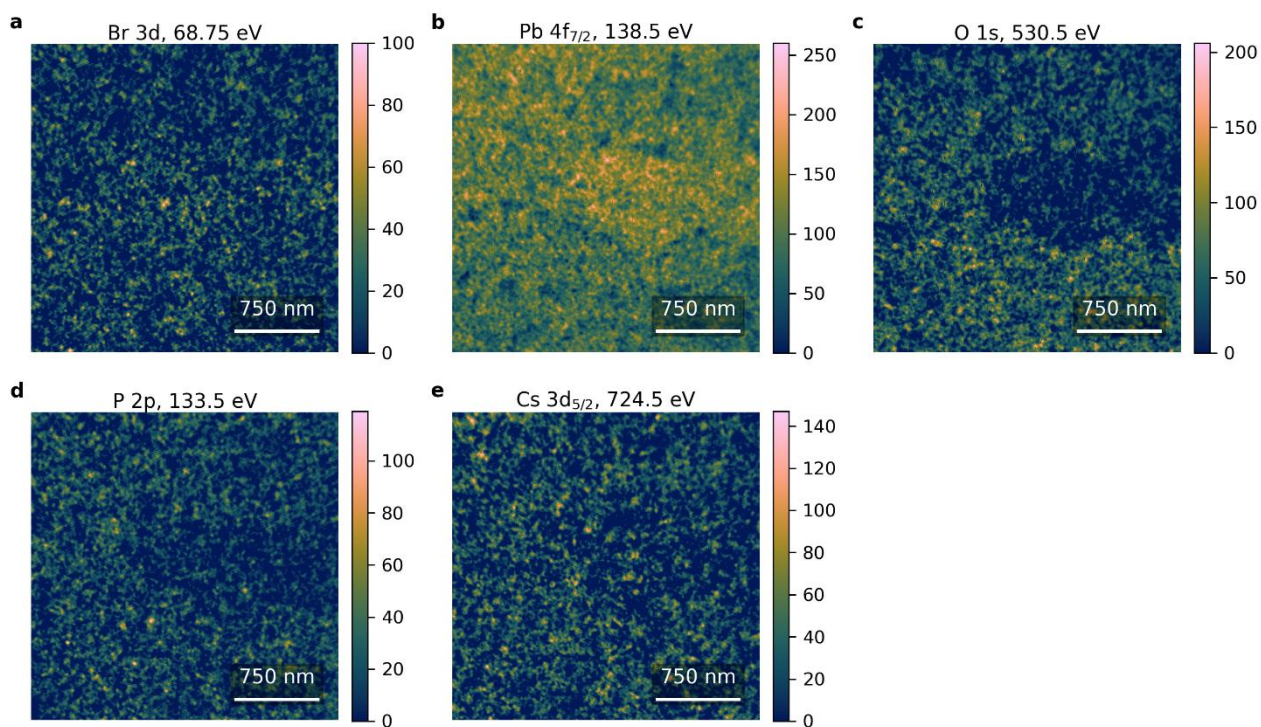 a
Br 3d, 68.75 eV
100
80
60
40
20
0
750 nm
b
Pb 4f₇/₂, 138.5 eV
250
200
150
100
50
0
750 nm
c
O 1s, 530.5 eV
200
150
100
50
0
750 nm
d
P 2p, 133.5 eV
100
80
60
40
20
0
750 nm
e
Cs 3d₅/₂, 724.5 eV
140
120
100
80
60
40
20
0
750 nm